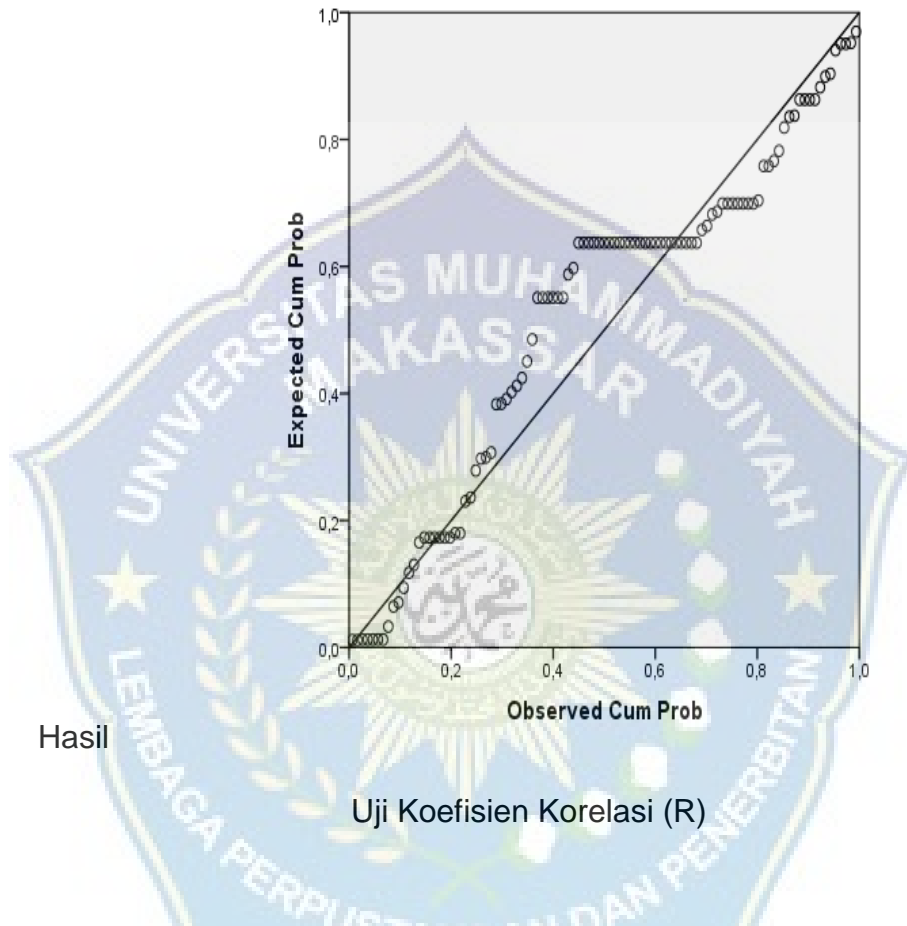 1,0
0,8
0,6
0,4
0,2
0,0
Expected Cum Prob
0,0 0,2 0,4 0,6 0,8 1,0
Observed Cum Prob
Hasil
Uji Koefisien Korelasi (R)
UNIVERSITAS MUHAMMADIYAH
MAKASSAR
LEMBAGA DAN PENERBITAN